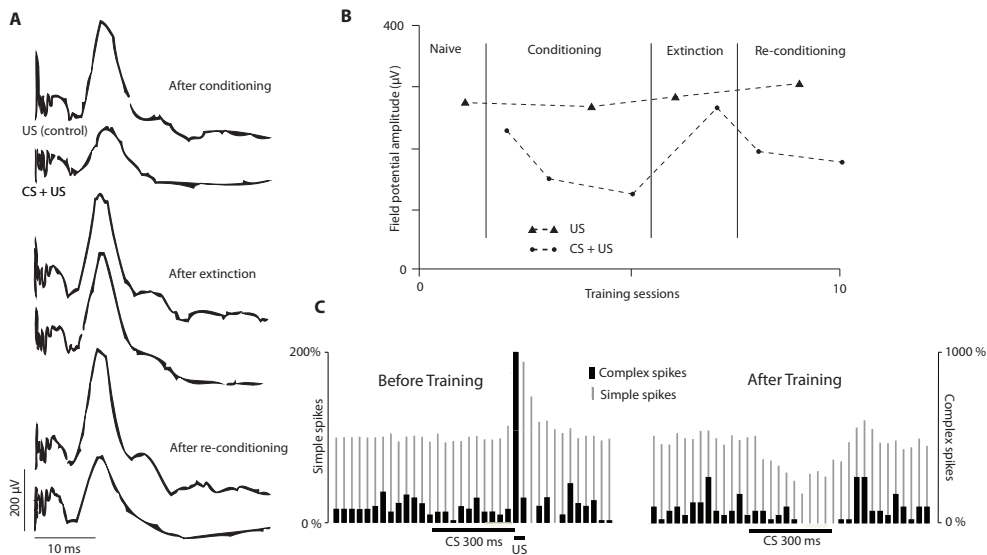 A
After conditioning
US (control)
CS + US
After extinction
After re-conditioning
200 µV
10 ms
B
400
Naive
Conditioning
Extinction
Re-conditioning
Field potential amplitude (µV)
US
CS + US
0
0
Training sessions
10
C
200%
1000 %
Before Training
Complex spikes
Simple spikes
After Training
Simple spikes
Complex spikes
0 %
0 %
CS 300 ms
US
CS 300 ms